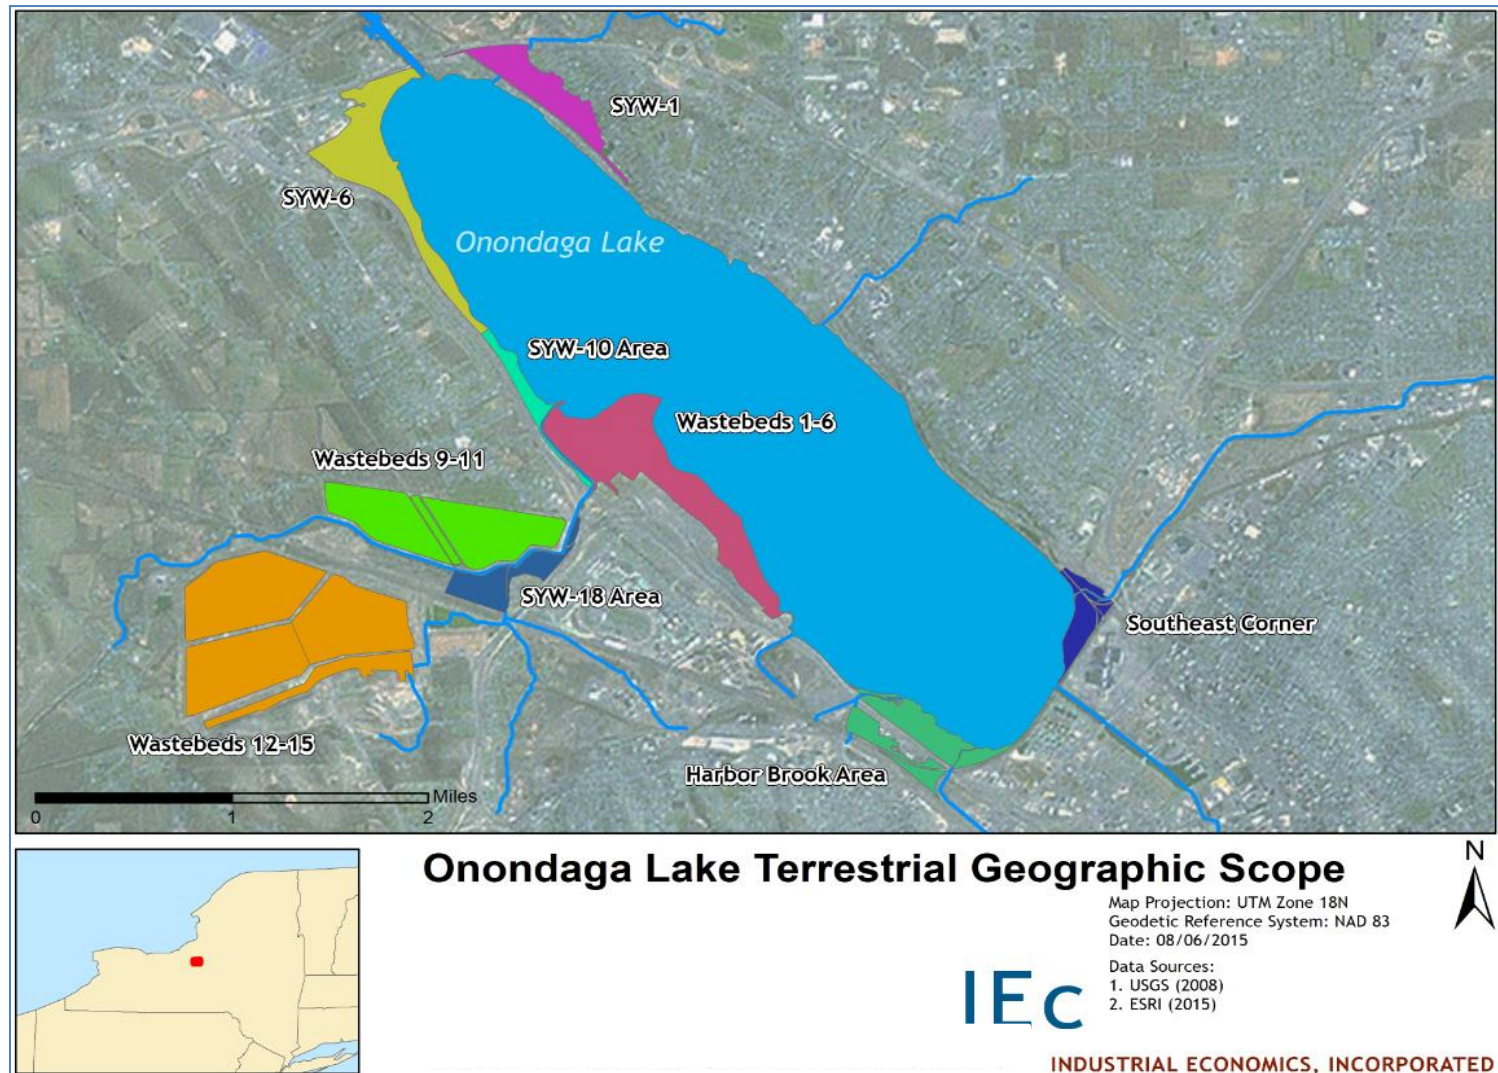 SYW-1
SYW-6
Onondaga Lake
SYW-10 Area
Wastebeds 1-6
Wastebeds 9-11
SYW-18 Area
Southeast Corner
Wastebeds 12-15
Harbor Brook Area
Miles
0 1 2
Onondaga Lake Terrestrial Geographic Scope
N
Map Projection: UTM Zone 18N
Geodetic Reference System: NAD 83
Date: 08/06/2015
Data Sources:
1. USGS (2008)
2. ESRI (2015)
IEc
INDUSTRIAL ECONOMICS, INCORPORATED